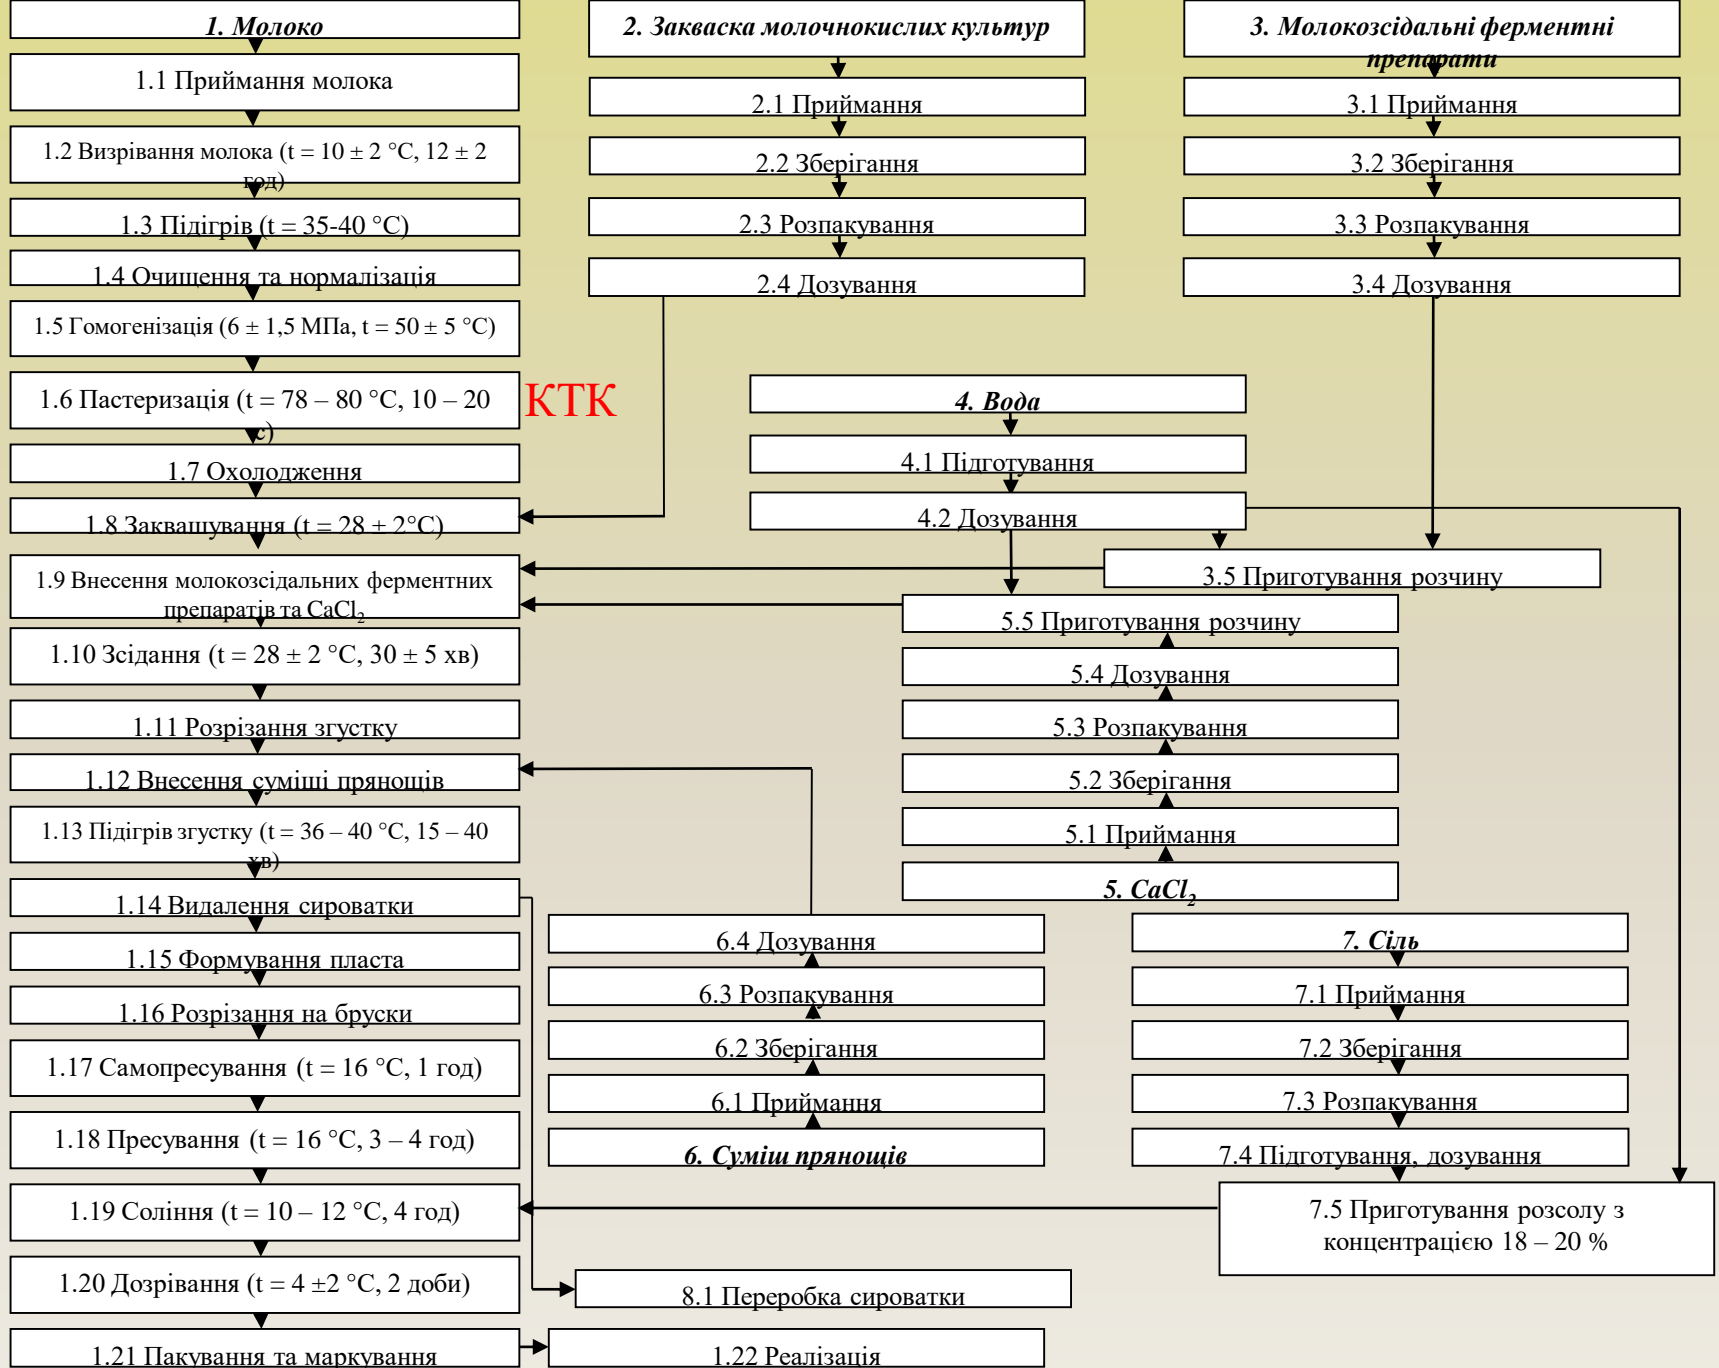 1. Молоко
1.1 Приймання молока
1.2 Визрівання молока (t = 10 ± 2 °C, 12 ± 2
год)
1.3 Підігрів (t = 35-40 °C)
1.4 Очищення та нормалізація
1.5 Гомогенізація (6 ± 1,5 МПа, t = 50 ± 5 °C)
1.6 Пастеризація (t = 78 – 80 °C, 10 – 20
с)
КТК
1.7 Охолодження
1.8 Заквашування (t = 28 ± 2°C)
1.9 Внесення молокозсідальних ферментних
препаратів та CaCl₂
1.10 Зсідання (t = 28 ± 2 °C, 30 ± 5 хв)
1.11 Розрізання згустку
1.12 Внесення суміші прянощів
1.13 Підігрів згустку (t = 36 – 40 °C, 15 – 40
хв)
1.14 Видалення сироватки
1.15 Формування пласта
1.16 Розрізання на бруски
1.17 Самопресування (t = 16 °C, 1 год)
1.18 Пресування (t = 16 °C, 3 – 4 год)
1.19 Соління (t = 10 – 12 °C, 4 год)
1.20 Дозрівання (t = 4 ±2 °C, 2 доби)
1.21 Пакування та маркування
1.22 Реалізація
2. Закваска молочнокислих культур
2.1 Приймання
2.2 Зберігання
2.3 Розпакування
2.4 Дозування
3. Молокозсідальні ферментні
препарати
3.1 Приймання
3.2 Зберігання
3.3 Розпакування
3.4 Дозування
3.5 Приготування розчину
4. Вода
4.1 Підготування
4.2 Дозування
5.5 Приготування розчину
5.4 Дозування
5.3 Розпакування
5.2 Зберігання
5.1 Приймання
5. CaCl₂
6.4 Дозування
6.3 Розпакування
6.2 Зберігання
6.1 Приймання
6. Суміш прянощів
7. Сіль
7.1 Приймання
7.2 Зберігання
7.3 Розпакування
7.4 Підготування, дозування
7.5 Приготування розсолу з
концентрацією 18 – 20 %
8.1 Переробка сироватки